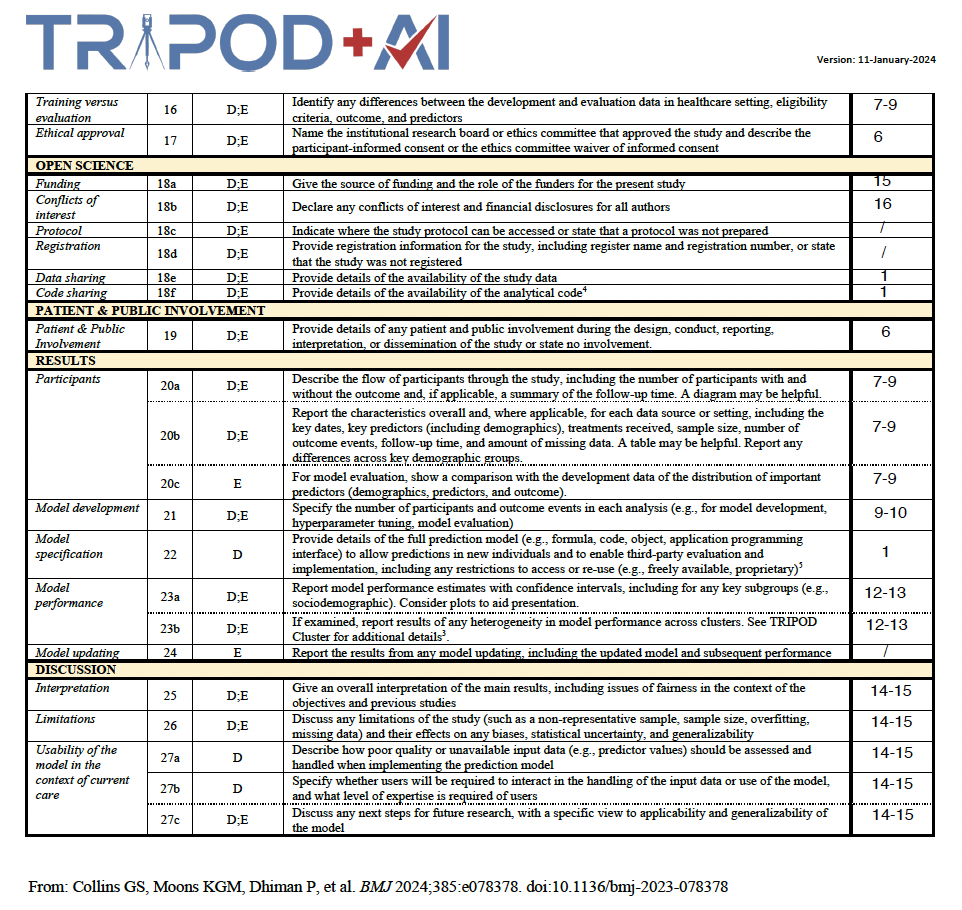 TRIPOD+AI
Version: 11-January-2024
Training versus evaluation 16 D;E Identify any differences between the development and evaluation data in healthcare setting, eligibility criteria, outcome, and predictors 7-9
Ethical approval 17 D;E Name the institutional research board or ethics committee that approved the study and describe the participant-informed consent or the ethics committee waiver of informed consent 6
OPEN SCIENCE
Funding 18a D;E Give the source of funding and the role of the funders for the present study 15
Conflicts of interest 18b D;E Declare any conflicts of interest and financial disclosures for all authors 16
Protocol 18c D;E Indicate where the study protocol can be accessed or state that a protocol was not prepared /
Registration 18d D;E Provide registration information for the study, including register name and registration number, or state that the study was not registered /
Data sharing 18e D;E Provide details of the availability of the study data 1
Code sharing 18f D;E Provide details of the availability of the analytical code4 1
PATIENT & PUBLIC INVOLVEMENT
Patient & Public Involvement 19 D;E Provide details of any patient and public involvement during the design, conduct, reporting, interpretation, or dissemination of the study or state no involvement. 6
RESULTS
Participants 20a D;E Describe the flow of participants through the study, including the number of participants with and without the outcome and, if applicable, a summary of the follow-up time. A diagram may be helpful. 7-9
20b D;E Report the characteristics overall and, where applicable, for each data source or setting, including the key dates, key predictors (including demographics), treatments received, sample size, number of outcome events, follow-up time, and amount of missing data. A table may be helpful. Report any differences across key demographic groups. 7-9
20c E For model evaluation, show a comparison with the development data of the distribution of important predictors (demographics, predictors, and outcome). 7-9
Model development 21 D;E Specify the number of participants and outcome events in each analysis (e.g., for model development, hyperparameter tuning, model evaluation) 9-10
Model specification 22 D Provide details of the full prediction model (e.g., formula, code, object, application programming interface) to allow predictions in new individuals and to enable third-party evaluation and implementation, including any restrictions to access or re-use (e.g., freely available, proprietary)5 1
Model performance 23a D;E Report model performance estimates with confidence intervals, including for any key subgroups (e.g., sociodemographic). Consider plots to aid presentation. 12-13
23b D;E If examined, report results of any heterogeneity in model performance across clusters. See TRIPOD Cluster for additional details3. 12-13
Model updating 24 E Report the results from any model updating, including the updated model and subsequent performance /
DISCUSSION
Interpretation 25 D;E Give an overall interpretation of the main results, including issues of fairness in the context of the objectives and previous studies 14-15
Limitations 26 D;E Discuss any limitations of the study (such as a non-representative sample, sample size, overfitting, missing data) and their effects on any biases, statistical uncertainty, and generalizability 14-15
Usability of the model in the context of current care 27a D Describe how poor quality or unavailable input data (e.g., predictor values) should be assessed and handled when implementing the prediction model 14-15
27b D Specify whether users will be required to interact in the handling of the input data or use of the model, and what level of expertise is required of users 14-15
27c D;E Discuss any next steps for future research, with a specific view to applicability and generalizability of the model 14-15
From: Collins GS, Moons KGM, Dhiman P, et al. BMJ 2024;385:e078378. doi:10.1136/bmj-2023-078378